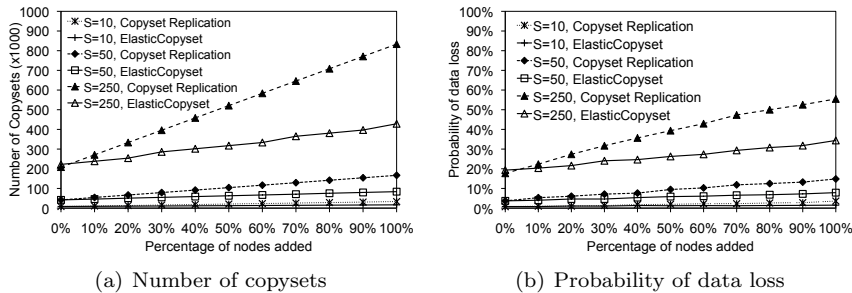 Number of Copysets (x1000)
1000
900
800
700
600
500
400
300
200
100
0
S=10, Copyset Replication
S=10, ElasticCopyset
S=50, Copyset Replication
S=50, ElasticCopyset
S=250, Copyset Replication
S=250, ElasticCopyset
0% 10% 20% 30% 40% 50% 60% 70% 80% 90% 100%
Percentage of nodes added
(a) Number of copysets
Probability of data loss
100%
90%
80%
70%
60%
50%
40%
30%
20%
10%
0%
S=10, Copyset Replication
S=10, ElasticCopyset
S=50, Copyset Replication
S=50, ElasticCopyset
S=250, Copyset Replication
S=250, ElasticCopyset
0% 10% 20% 30% 40% 50% 60% 70% 80% 90% 100%
Percentage of nodes added
(b) Probability of data loss